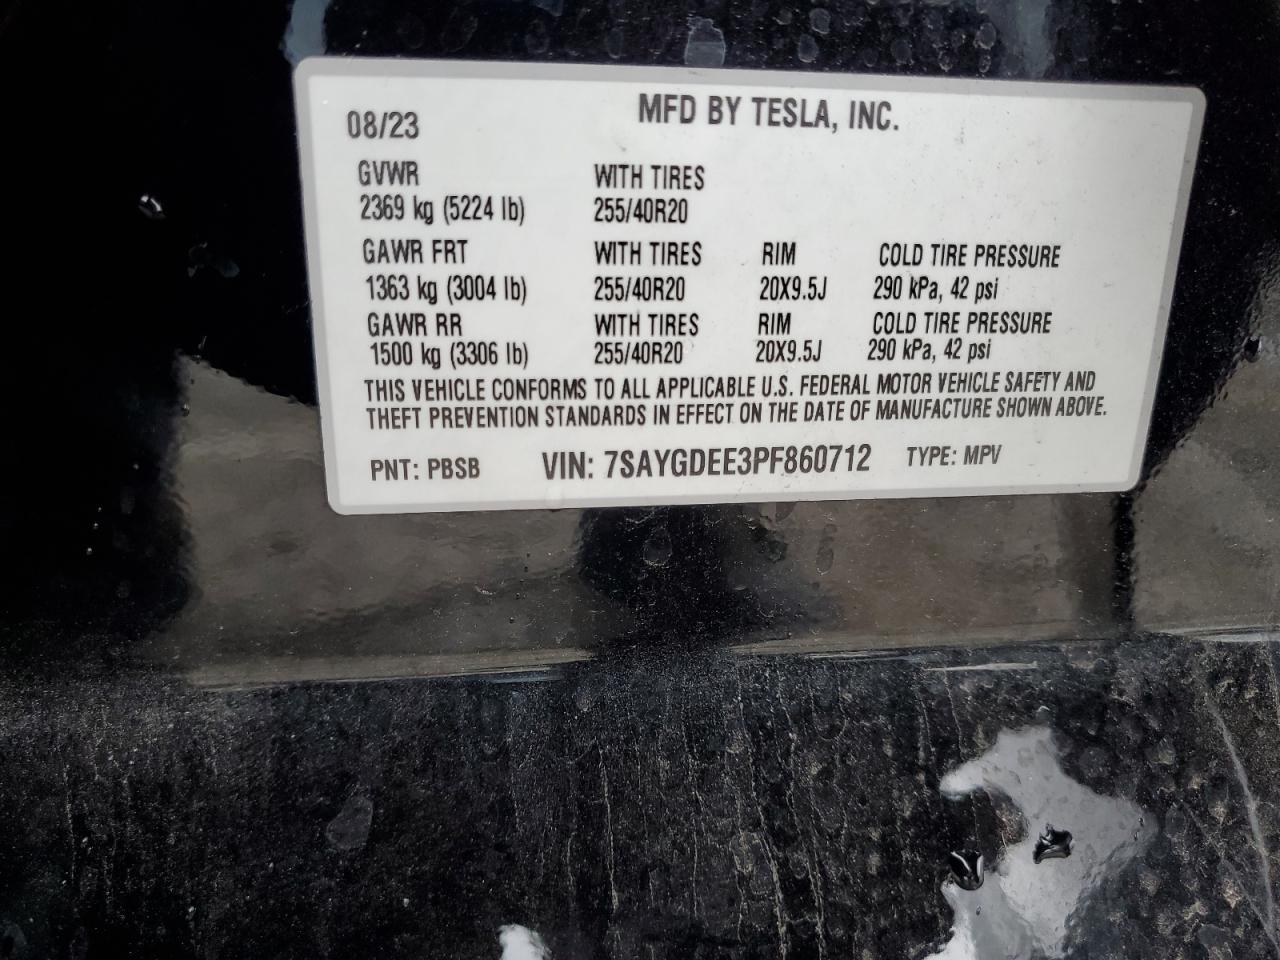 MFD BY TESLA, INC.
08/23
GVWR WITH TIRES
2369 kg (5224 lb) 255/40R20
GAWR FRT WITH TIRES RIM COLD TIRE PRESSURE
1363 kg (3004 lb) 255/40R20 20X9.5J 290 kPa, 42 psi
GAWR RR WITH TIRES RIM COLD TIRE PRESSURE
1500 kg (3306 lb) 255/40R20 20X9.5J 290 kPa, 42 psi
THIS VEHICLE CONFORMS TO ALL APPLICABLE U.S. FEDERAL MOTOR VEHICLE SAFETY AND
THEFT PREVENTION STANDARDS IN EFFECT ON THE DATE OF MANUFACTURE SHOWN ABOVE.
PNT: PBSB VIN: 7SAYGDEE3PF860712 TYPE: MPV